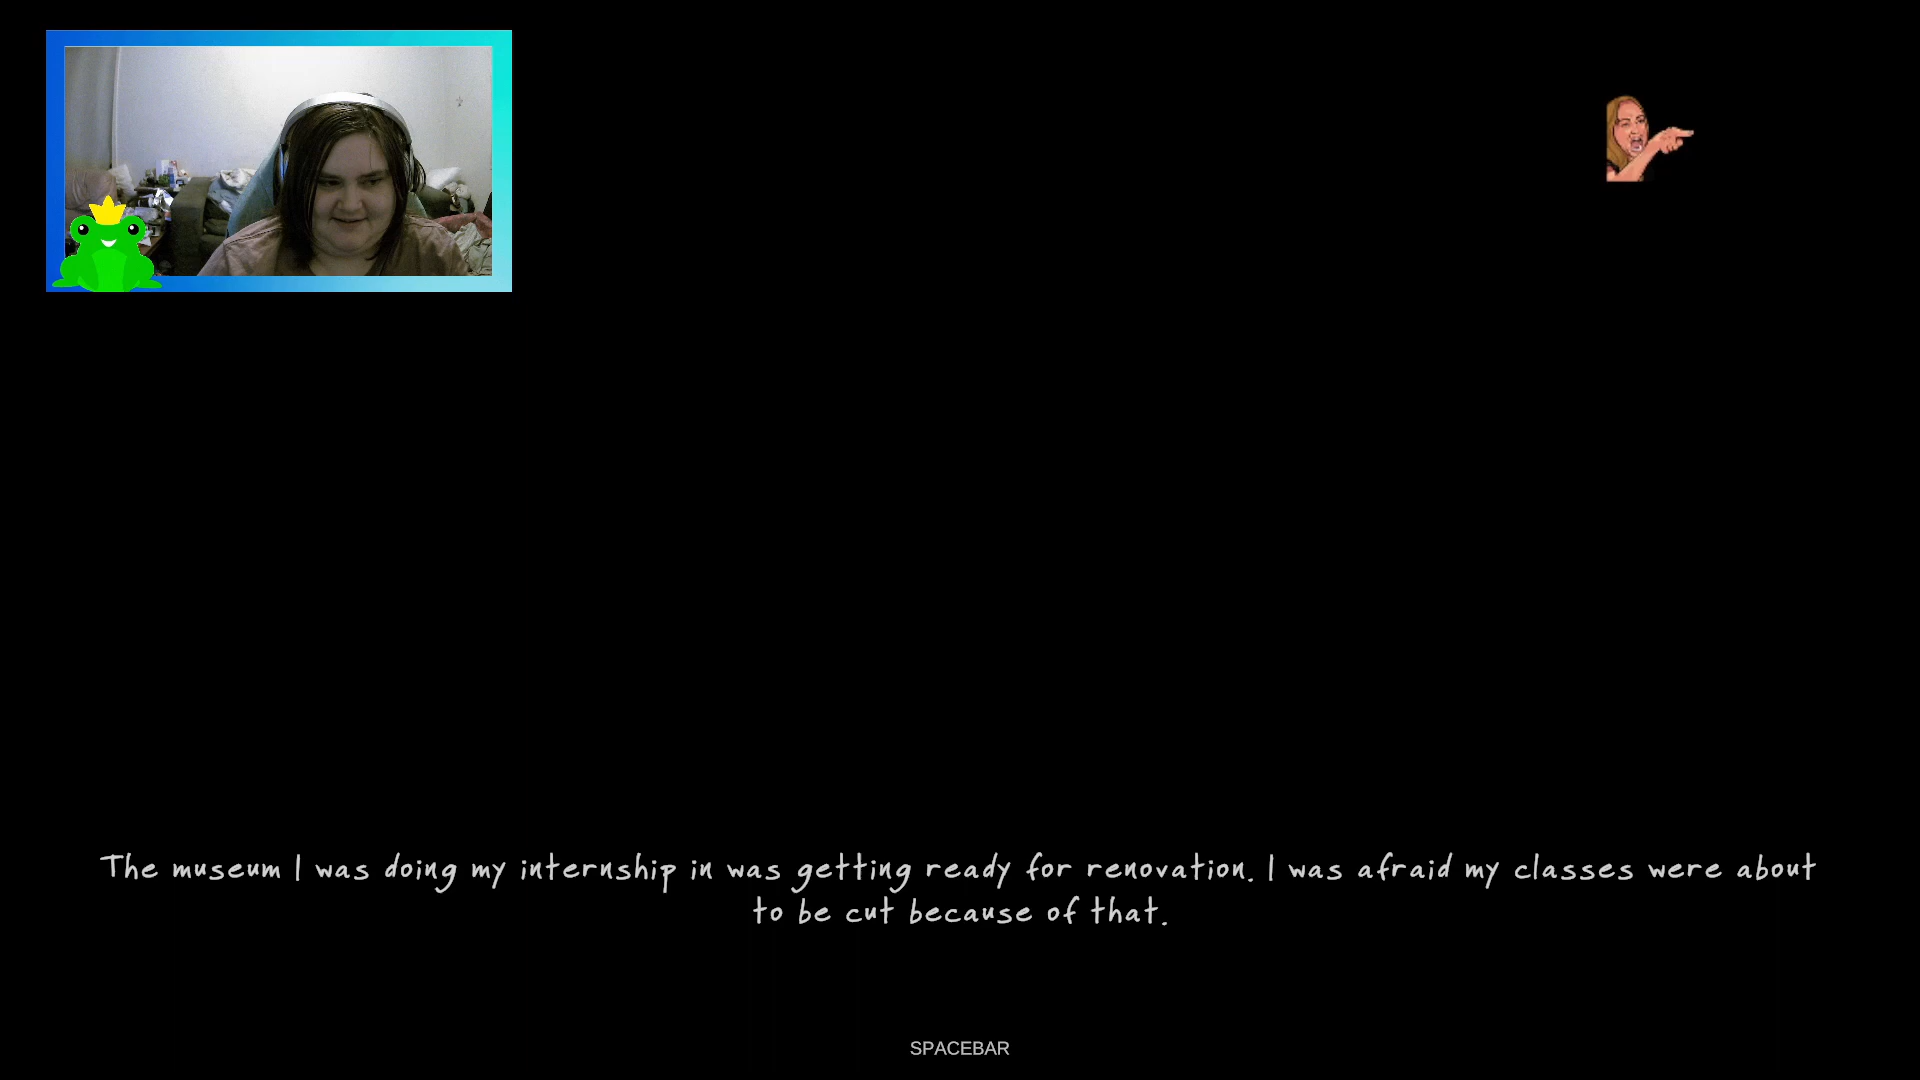 The museum I was doing my internship in was getting ready for renovation. I was afraid my classes were about
to be cut because of that.
SPACEBAR